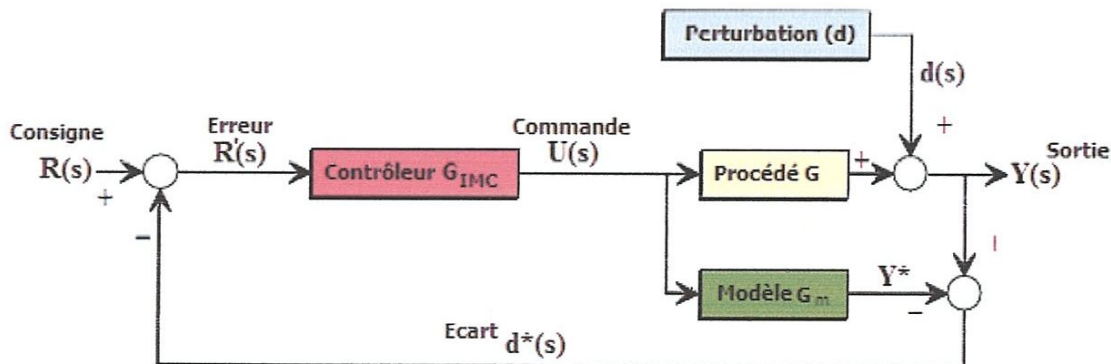 Perturbation (d)
d(s)
+
Consigne
R(s)
+
−
Erreur
R'(s)
Contrôleur G_IMC
Commande
U(s)
Procédé G
+
Sortie
Y(s)
+
Modèle G_m
Y*
−
Ecart d*(s)